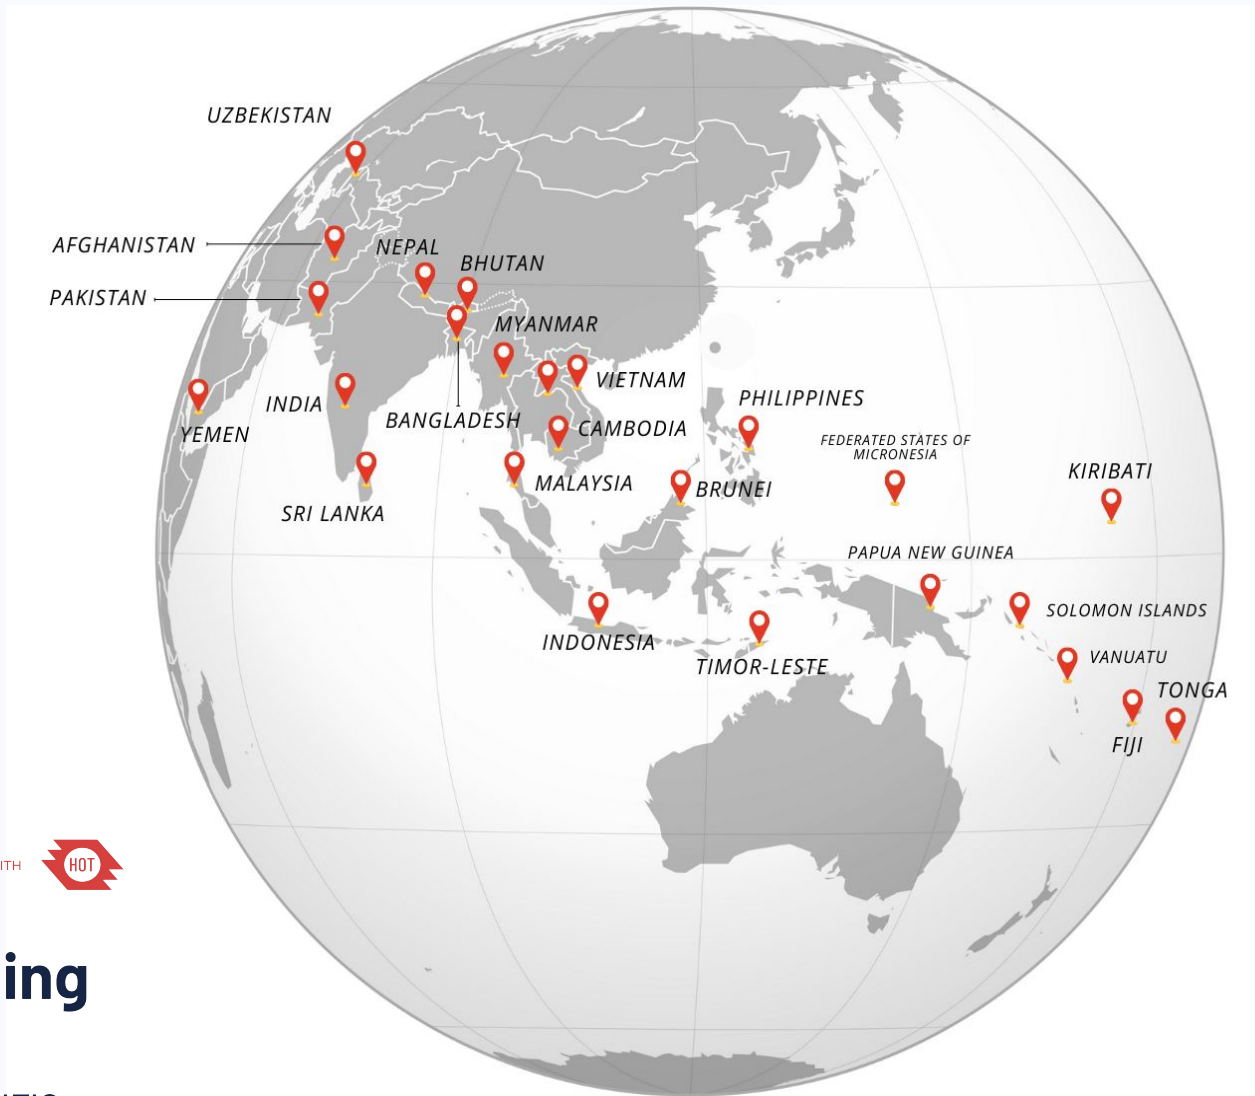 UZBEKISTAN
AFGHANISTAN
NEPAL
BHUTAN
PAKISTAN
MYANMAR
VIETNAM
INDIA
PHILIPPINES
BANGLADESH
CAMBODIA
YEMEN
FEDERATED STATES OF
MICRONESIA
KIRIBATI
MALAYSIA
BRUNEI
SRI LANKA
PAPUA NEW GUINEA
SOLOMON ISLANDS
INDONESIA
VANUATU
TIMOR-LESTE
TONGA
FIJI
ITH
HOT
ing